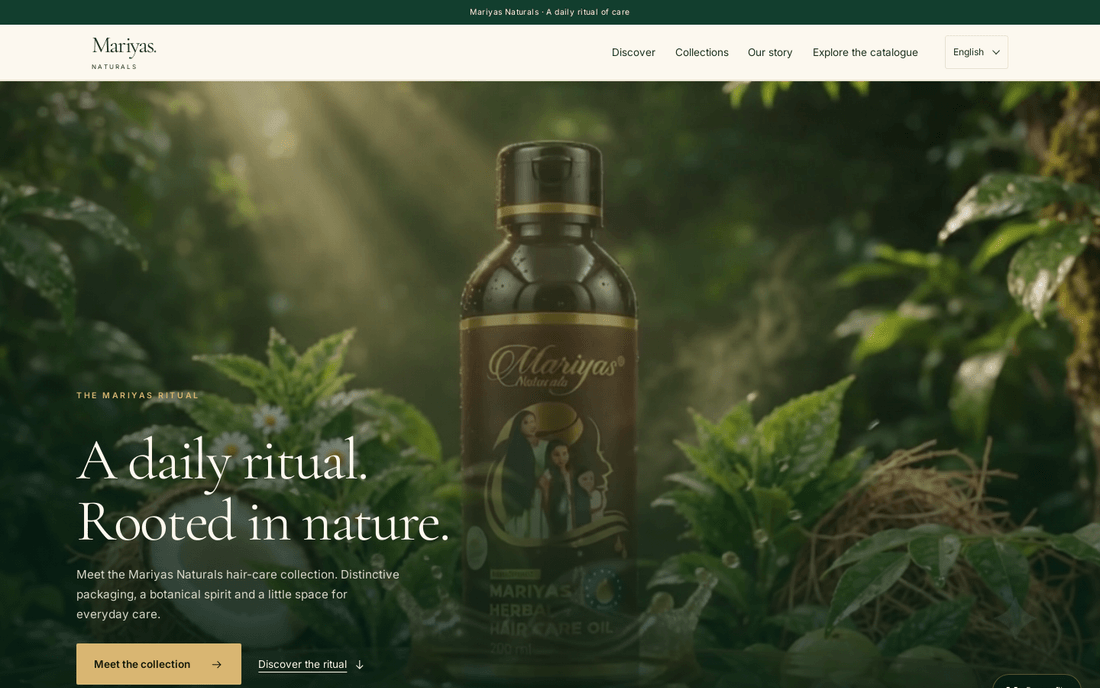 Mariyas Naturals · A daily ritual of care
Mariyas.
NATURALS
Discover
Collections
Our story
Explore the catalogue
English
Mariyas®
Naturals
THE MARIYAS RITUAL
A daily ritual.
Rooted in nature.
Meet the Mariyas Naturals hair-care collection. Distinctive
packaging, a botanical spirit and a little space for
everyday care.
MARIYAS
HERBA
HAIR CARE OIL
200 ml
Meet the collection →
Discover the ritual ↓